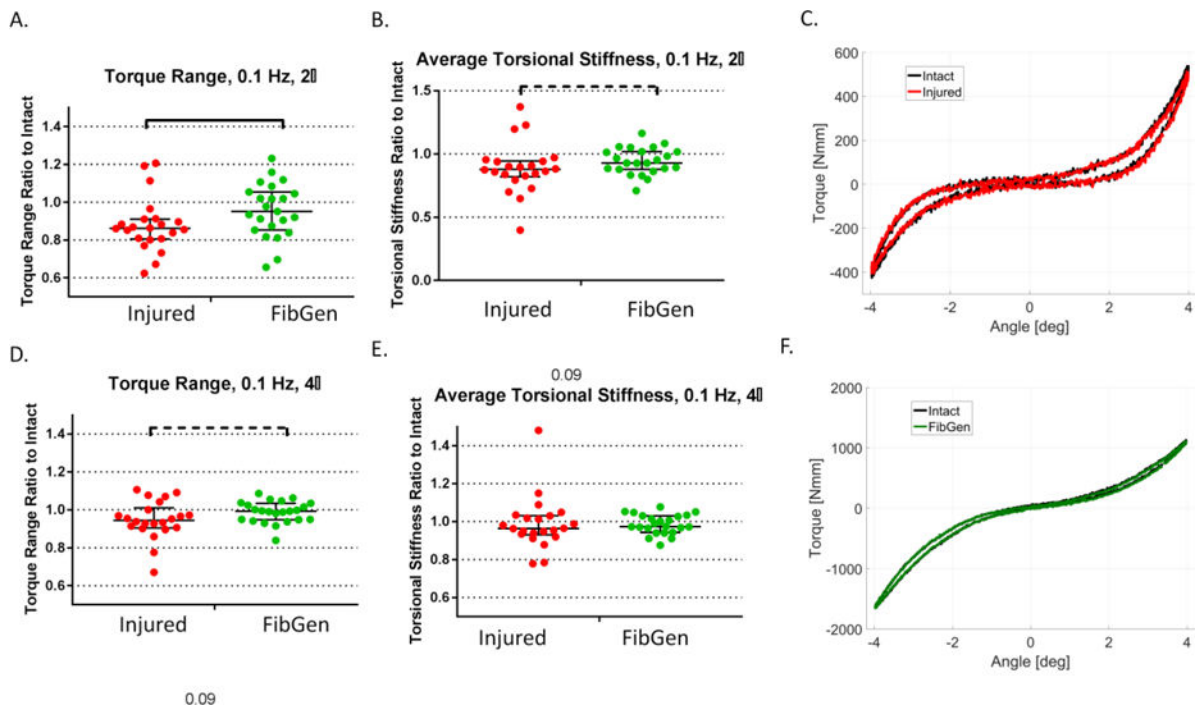 A.
Torque Range, 0.1 Hz, 2▯
Torque Range Ratio to Intact
1.4
1.2
1.0
0.8
0.6
Injured FibGen
B.
Average Torsional Stiffness, 0.1 Hz, 2▯
Torsional Stiffness Ratio to Intact
1.5
1.0
0.5
0.0
Injured FibGen
C.
Torque [Nmm]
600
400
200
0
-200
-400
Intact
Injured
-4 -2 0 2 4
Angle [deg]
D.
Torque Range, 0.1 Hz, 4▯
Torque Range Ratio to Intact
1.4
1.2
1.0
0.8
0.6
Injured FibGen
0.09
E.
0.09
Average Torsional Stiffness, 0.1 Hz, 4▯
Torsional Stiffness Ratio to Intact
1.4
1.2
1.0
0.8
0.6
Injured FibGen
F.
Torque [Nmm]
2000
1000
0
-1000
-2000
Intact
FibGen
-4 -2 0 2 4
Angle [deg]